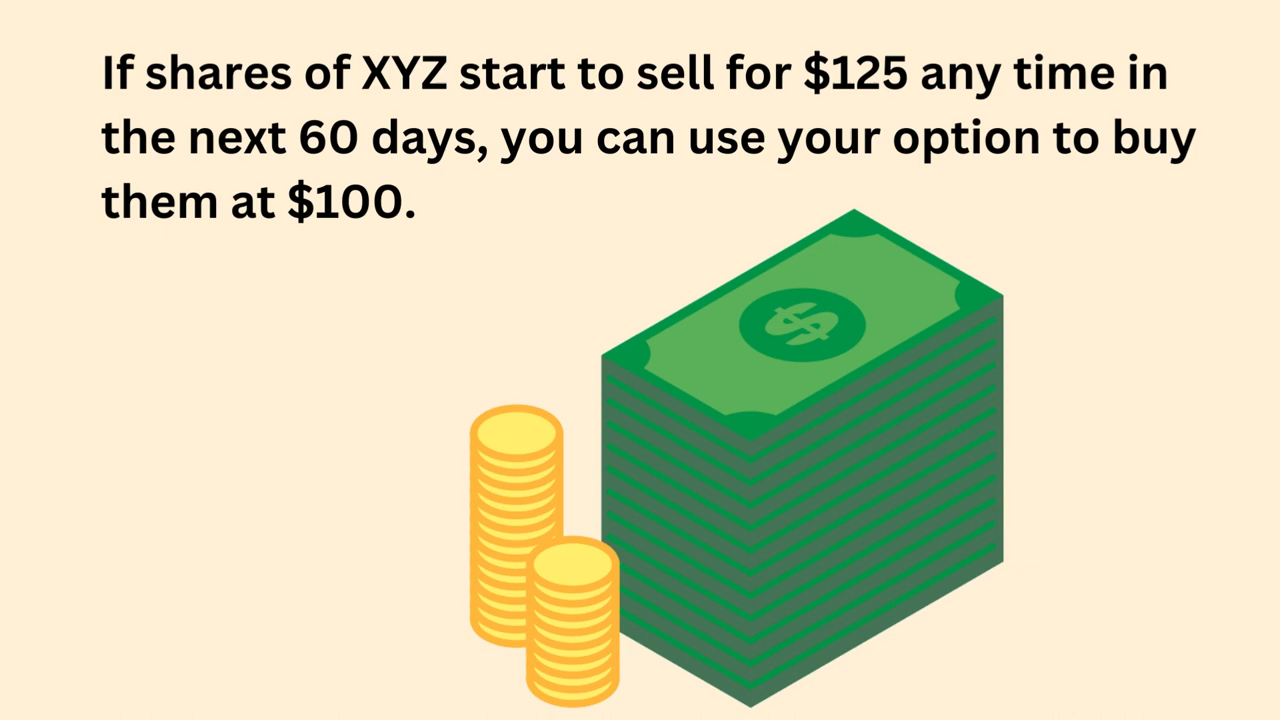 If shares of XYZ start to sell for $125 any time in
the next 60 days, you can use your option to buy
them at $100.
$